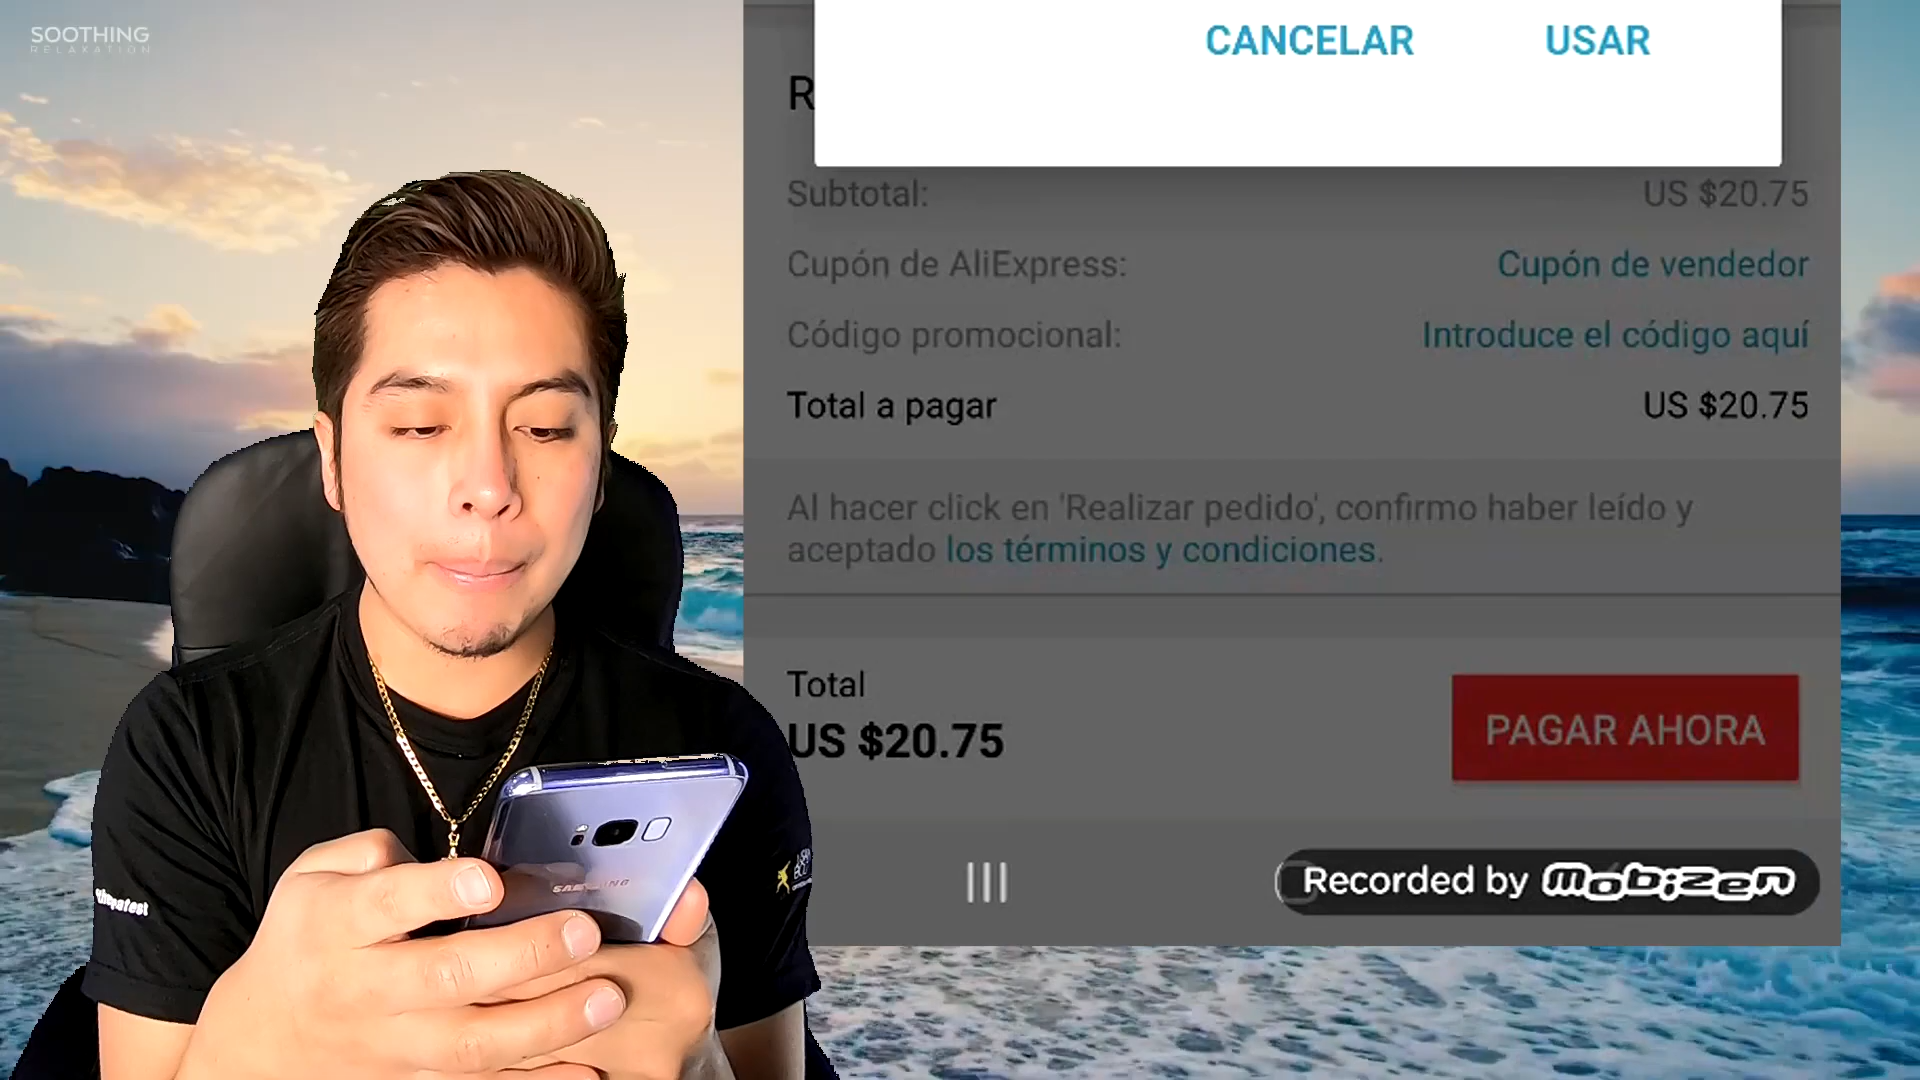 SOOTHING
RELAXATION
CANCELAR USAR
R
Subtotal: US $20.75
Cupón de AliExpress: Cupón de vendedor
Código promocional: Introduce el código aquí
Total a pagar US $20.75
Al hacer click en 'Realizar pedido', confirmo haber leído y
aceptado los términos y condiciones.
Total
US $20.75
PAGAR AHORA
SAMSUNG
Recorded by mobizen